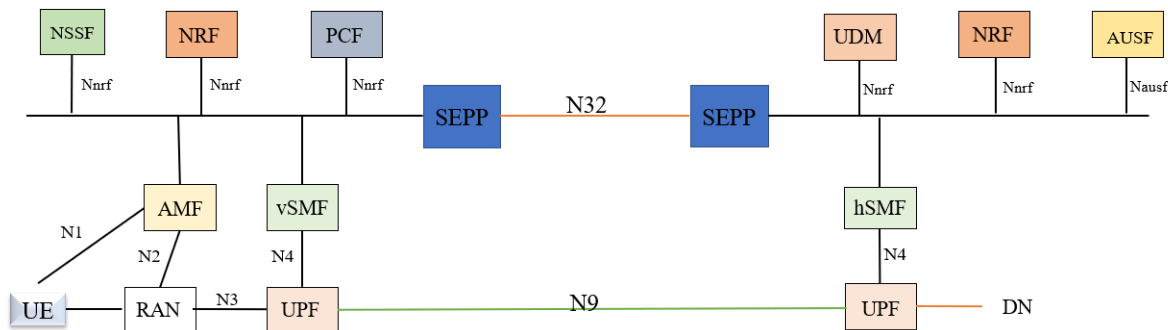 NSSF
NRF
PCF
UDM
NRF
AUSF
Nnrf
Nnrf
Nnrf
Nnrf
Nnrf
Nausf
SEPP
N32
SEPP
AMF
vSMF
hSMF
N1
N2
N4
N4
UE
RAN
N3
UPF
N9
UPF
DN